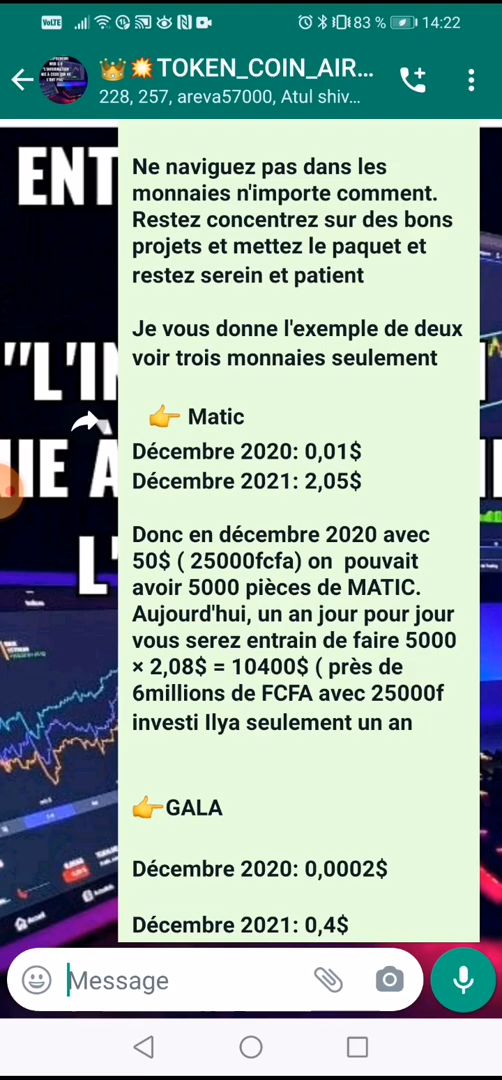 VoLTE 83 % 14:22
👑💥TOKEN_COIN_AIR...
228, 257, areva57000, Atul shiv...
ENT
"L'IN
UE À
L'
Ne naviguez pas dans les
monnaies n'importe comment.
Restez concentrez sur des bons
projets et mettez le paquet et
restez serein et patient
Je vous donne l'exemple de deux
voir trois monnaies seulement
👉 Matic
Décembre 2020: 0,01$
Décembre 2021: 2,05$
Donc en décembre 2020 avec
50$ ( 25000fcfa) on pouvait
avoir 5000 pièces de MATIC.
Aujourd'hui, un an jour pour jour
vous serez entrain de faire 5000
× 2,08$ = 10400$ ( près de
6millions de FCFA avec 25000f
investi Ilya seulement un an
👉GALA
Décembre 2020: 0,0002$
Décembre 2021: 0,4$
Message